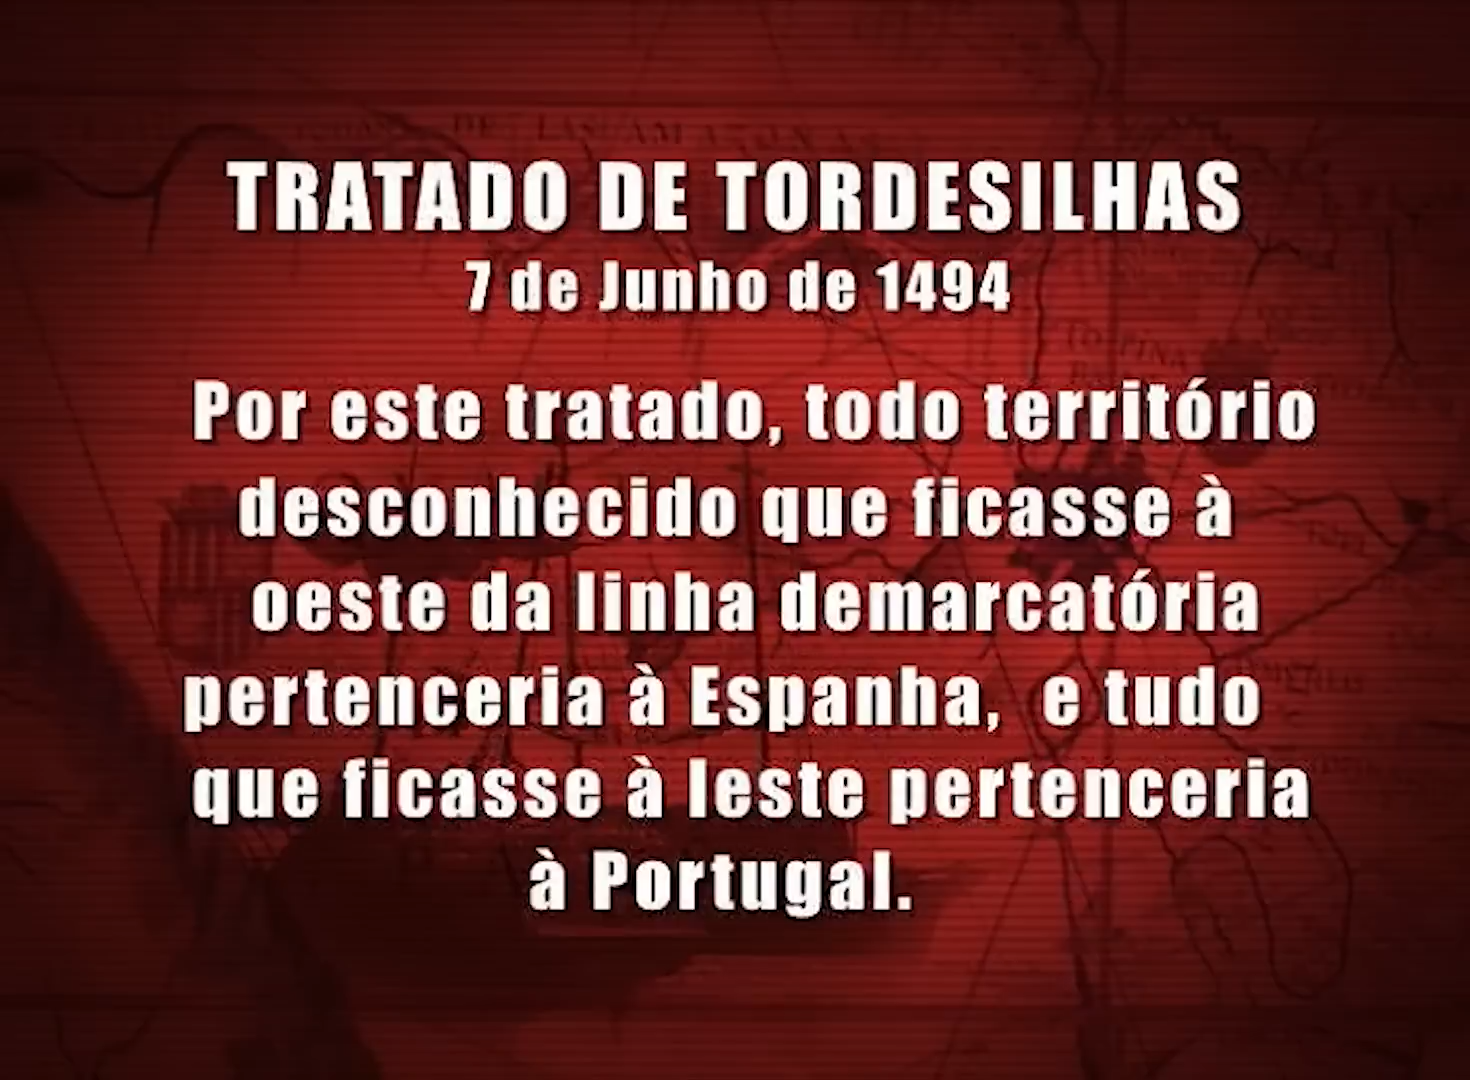 TRATADO DE TORDESILHAS
7 de Junho de 1494
Por este tratado, todo território
desconhecido que ficasse à
oeste da linha demarcatória
pertenceria à Espanha, e tudo
que ficasse à leste pertenceria
à Portugal.